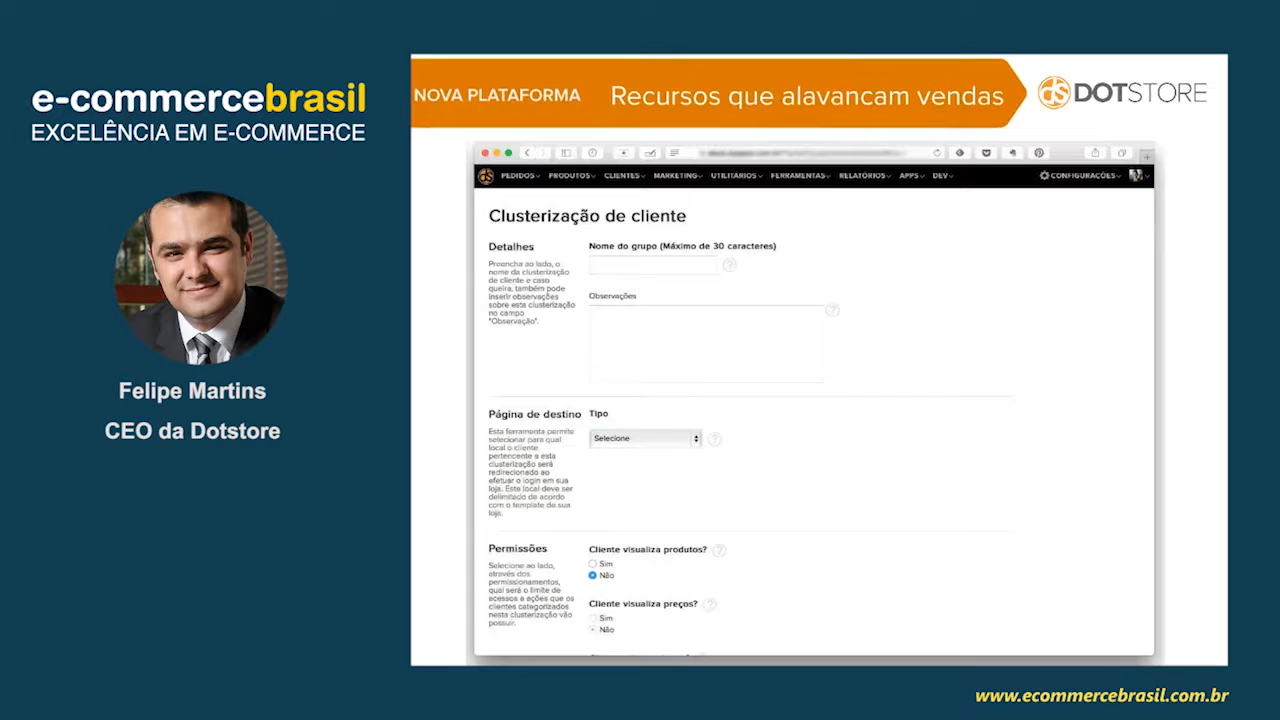 e-commercebrasil
EXCELÊNCIA EM E-COMMERCE
Felipe Martins
CEO da Dotstore
NOVA PLATAFORMA
Recursos que alavancam vendas
DOTSTORE
PEDIDOS PRODUTOS CLIENTES MARKETING UTILITÁRIOS FERRAMENTAS RELATÓRIOS APPS DEV CONFIGURAÇÕES
Clusterização de cliente
Detalhes
Preencha ao lado, o
nome da clusterização
de cliente e caso
queira, também pode
inserir observações
sobre esta clusterização
no campo
"Observação".
Nome do grupo (Máximo de 30 caracteres)
?
Observações
?
Página de destino
Esta ferramenta permite
selecionar para qual
local o cliente
pertencente a esta
clusterização será
redirecionado ao
efetuar o login em sua
loja. Este local deve ser
delimitado de acordo
com o template de sua
loja.
Tipo
Selecione
?
Permissões
Selecione ao lado,
através dos
permissionamentos,
qual será o limite de
acessos e ações que os
clientes categorizados
nesta clusterização vão
possuir.
Cliente visualiza produtos? ?
Sim
Não
Cliente visualiza preços? ?
Sim
Não
www.ecommercebrasil.com.br